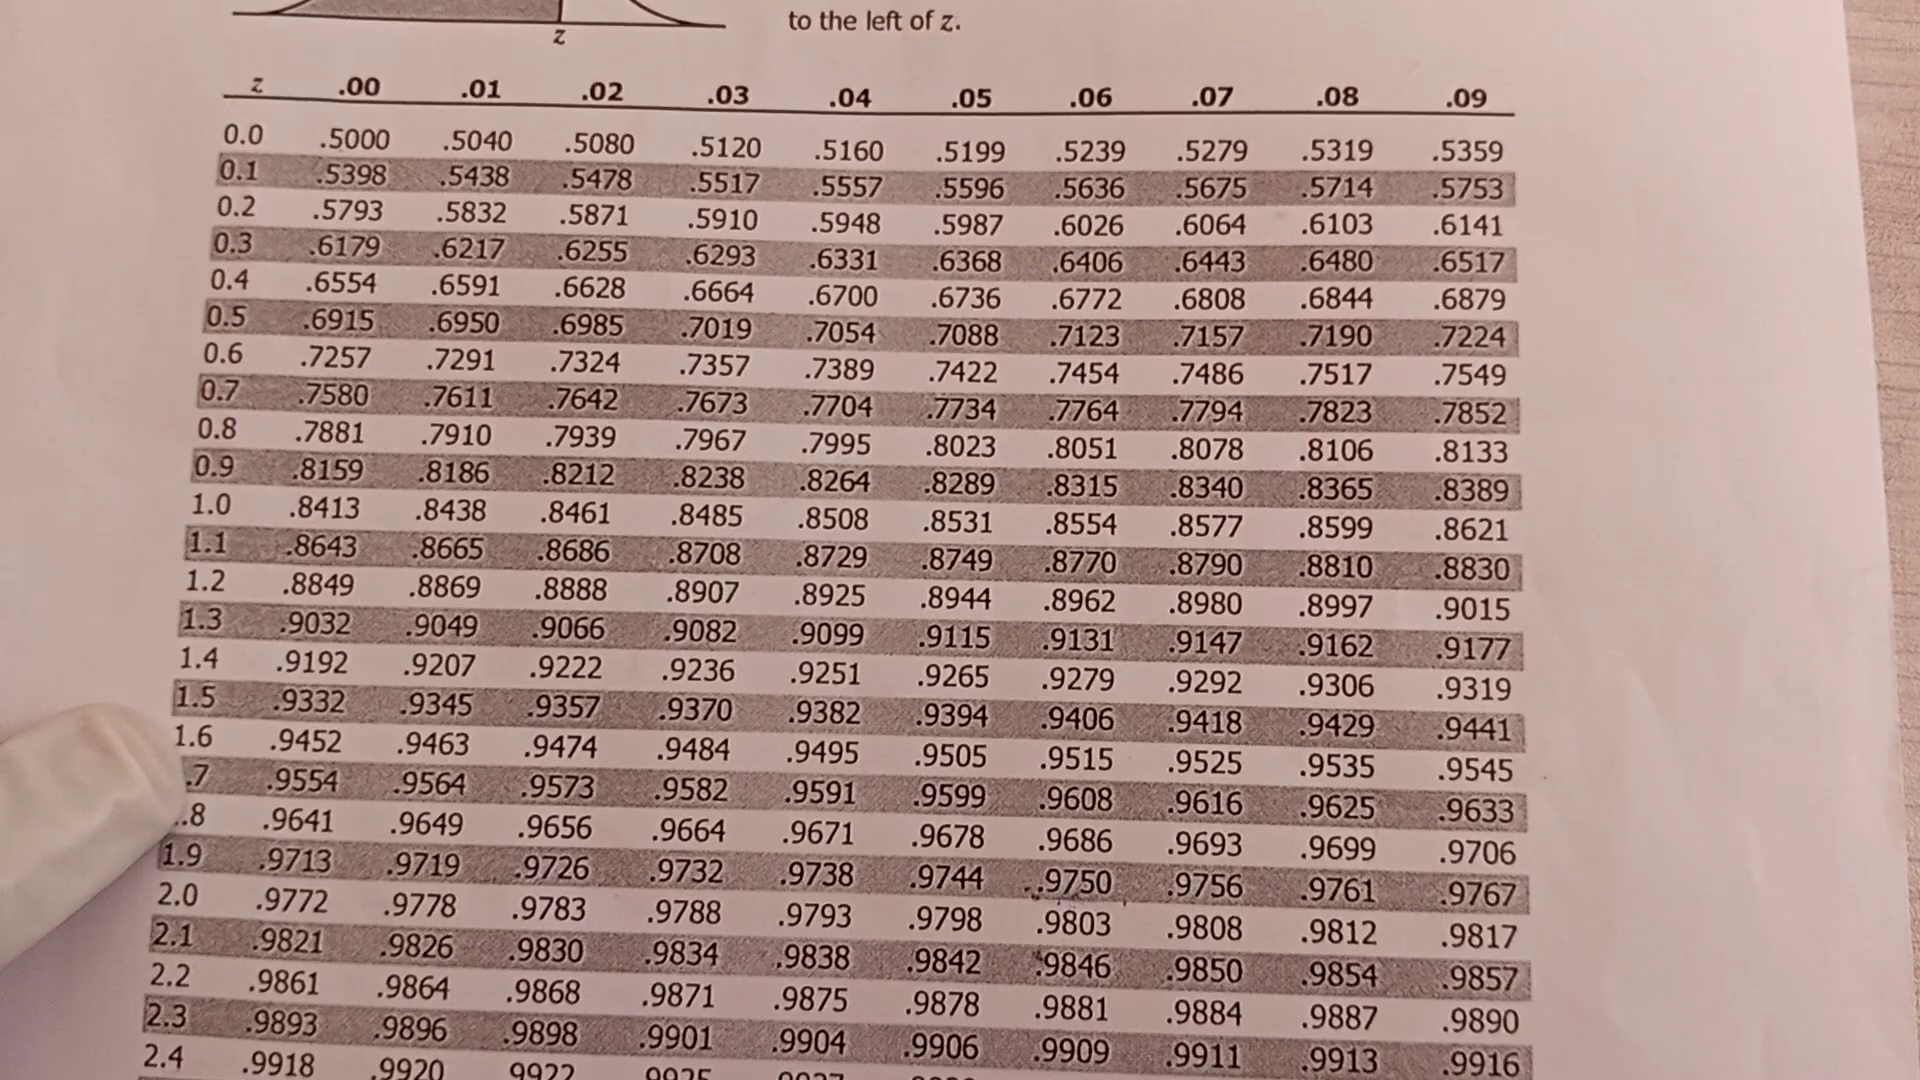 to the left of z.
z
z .00 .01 .02 .03 .04 .05 .06 .07 .08 .09
0.0 .5000 .5040 .5080 .5120 .5160 .5199 .5239 .5279 .5319 .5359
0.1 .5398 .5438 .5478 .5517 .5557 .5596 .5636 .5675 .5714 .5753
0.2 .5793 .5832 .5871 .5910 .5948 .5987 .6026 .6064 .6103 .6141
0.3 .6179 .6217 .6255 .6293 .6331 .6368 .6406 .6443 .6480 .6517
0.4 .6554 .6591 .6628 .6664 .6700 .6736 .6772 .6808 .6844 .6879
0.5 .6915 .6950 .6985 .7019 .7054 .7088 .7123 .7157 .7190 .7224
0.6 .7257 .7291 .7324 .7357 .7389 .7422 .7454 .7486 .7517 .7549
0.7 .7580 .7611 .7642 .7673 .7704 .7734 .7764 .7794 .7823 .7852
0.8 .7881 .7910 .7939 .7967 .7995 .8023 .8051 .8078 .8106 .8133
0.9 .8159 .8186 .8212 .8238 .8264 .8289 .8315 .8340 .8365 .8389
1.0 .8413 .8438 .8461 .8485 .8508 .8531 .8554 .8577 .8599 .8621
1.1 .8643 .8665 .8686 .8708 .8729 .8749 .8770 .8790 .8810 .8830
1.2 .8849 .8869 .8888 .8907 .8925 .8944 .8962 .8980 .8997 .9015
1.3 .9032 .9049 .9066 .9082 .9099 .9115 .9131 .9147 .9162 .9177
1.4 .9192 .9207 .9222 .9236 .9251 .9265 .9279 .9292 .9306 .9319
1.5 .9332 .9345 .9357 .9370 .9382 .9394 .9406 .9418 .9429 .9441
1.6 .9452 .9463 .9474 .9484 .9495 .9505 .9515 .9525 .9535 .9545
.7 .9554 .9564 .9573 .9582 .9591 .9599 .9608 .9616 .9625 .9633
.8 .9641 .9649 .9656 .9664 .9671 .9678 .9686 .9693 .9699 .9706
1.9 .9713 .9719 .9726 .9732 .9738 .9744 .9750 .9756 .9761 .9767
2.0 .9772 .9778 .9783 .9788 .9793 .9798 .9803 .9808 .9812 .9817
2.1 .9821 .9826 .9830 .9834 .9838 .9842 .9846 .9850 .9854 .9857
2.2 .9861 .9864 .9868 .9871 .9875 .9878 .9881 .9884 .9887 .9890
2.3 .9893 .9896 .9898 .9901 .9904 .9906 .9909 .9911 .9913 .9916
2.4 .9918 .9920